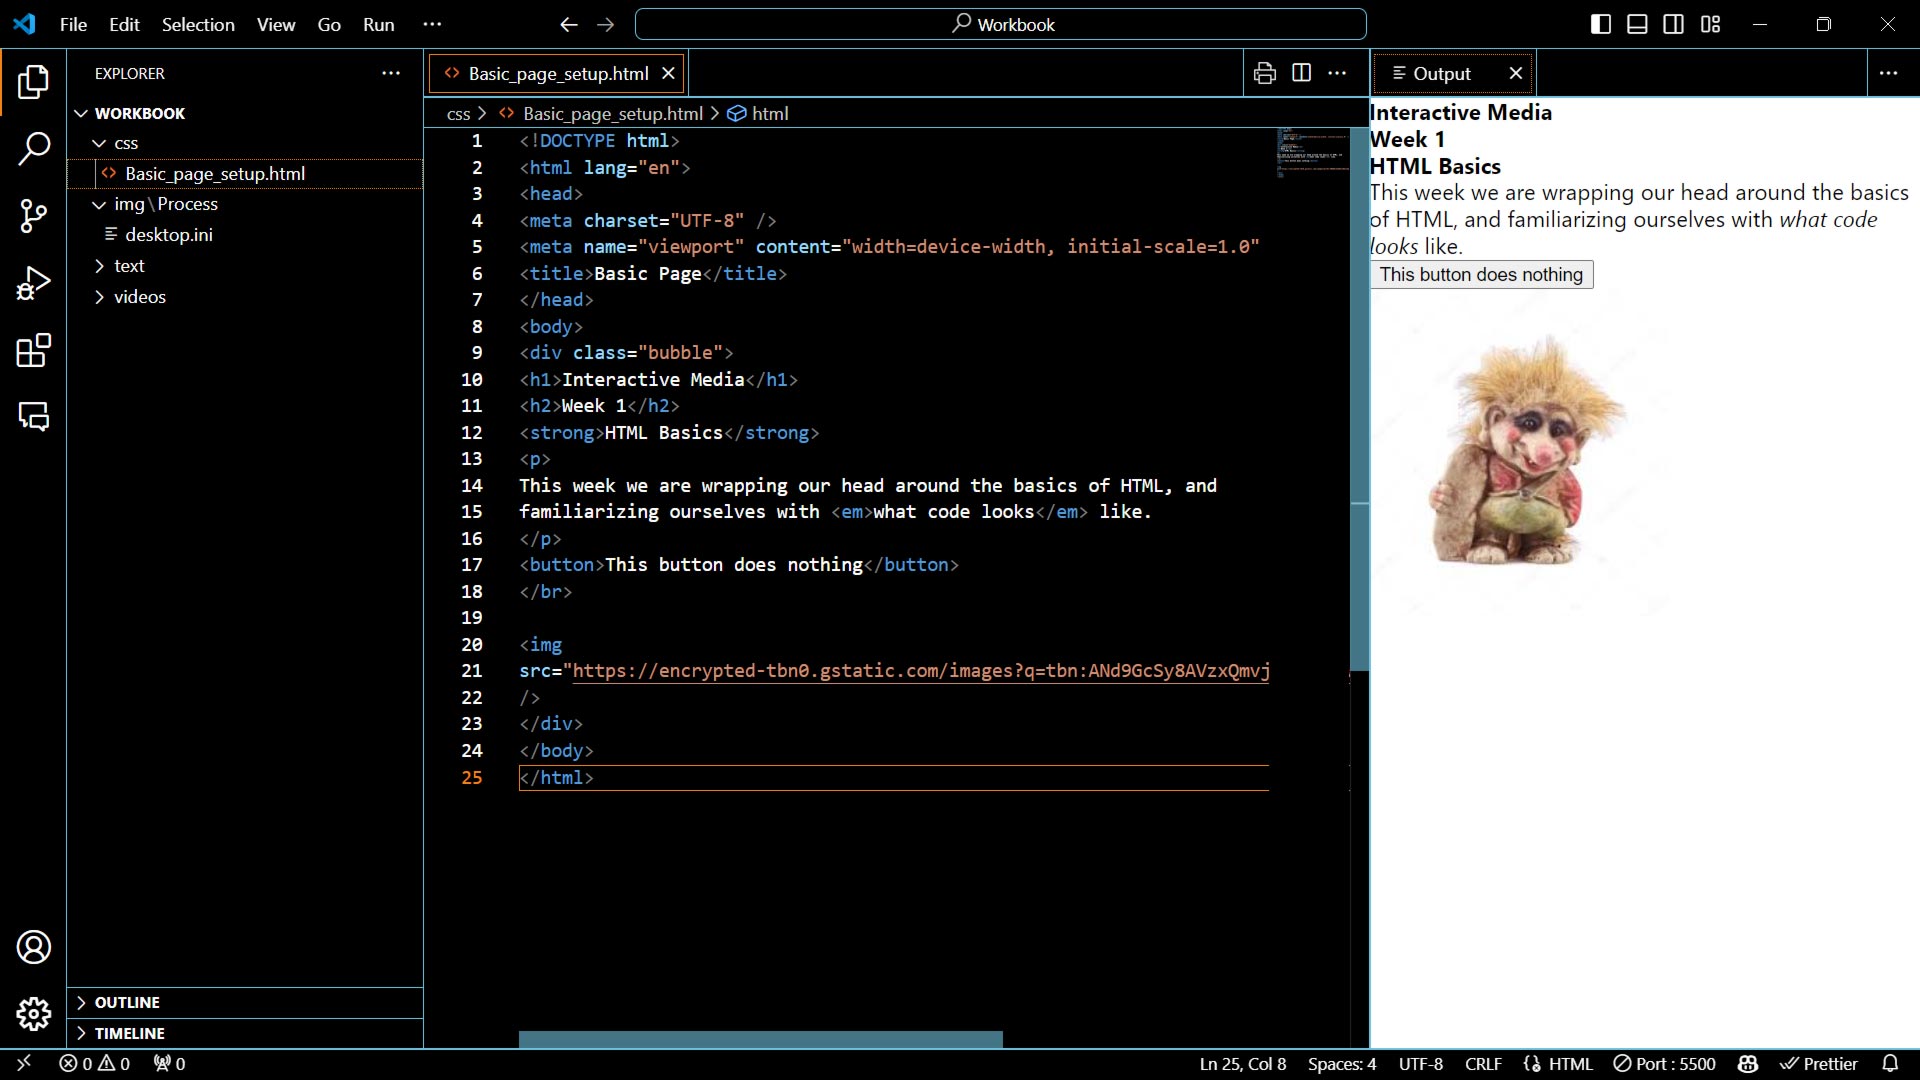 File Edit Selection View Go Run ··· Workbook
EXPLORER ···
WORKBOOK
css
Basic_page_setup.html
img\Process
desktop.ini
text
videos
OUTLINE
TIMELINE
Basic_page_setup.html
css > Basic_page_setup.html > html
1 <!DOCTYPE html>
2 <html lang="en">
3 <head>
4 <meta charset="UTF-8" />
5 <meta name="viewport" content="width=device-width, initial-scale=1.0"
6 <title>Basic Page</title>
7 </head>
8 <body>
9 <div class="bubble">
10 <h1>Interactive Media</h1>
11 <h2>Week 1</h2>
12 <strong>HTML Basics</strong>
13 <p>
14 This week we are wrapping our head around the basics of HTML, and
15 familiarizing ourselves with <em>what code looks</em> like.
16 </p>
17 <button>This button does nothing</button>
18 </br>
19
20 <img
21 src="https://encrypted-tbn0.gstatic.com/images?q=tbn:ANd9GcSy8AVzxQmvj
22 />
23 </div>
24 </body>
25 </html>
Output
Interactive Media
Week 1
HTML Basics
This week we are wrapping our head around the basics
of HTML, and familiarizing ourselves with what code
looks like.
This button does nothing
0 0 0 Ln 25, Col 8 Spaces: 4 UTF-8 CRLF HTML Port : 5500 Prettier